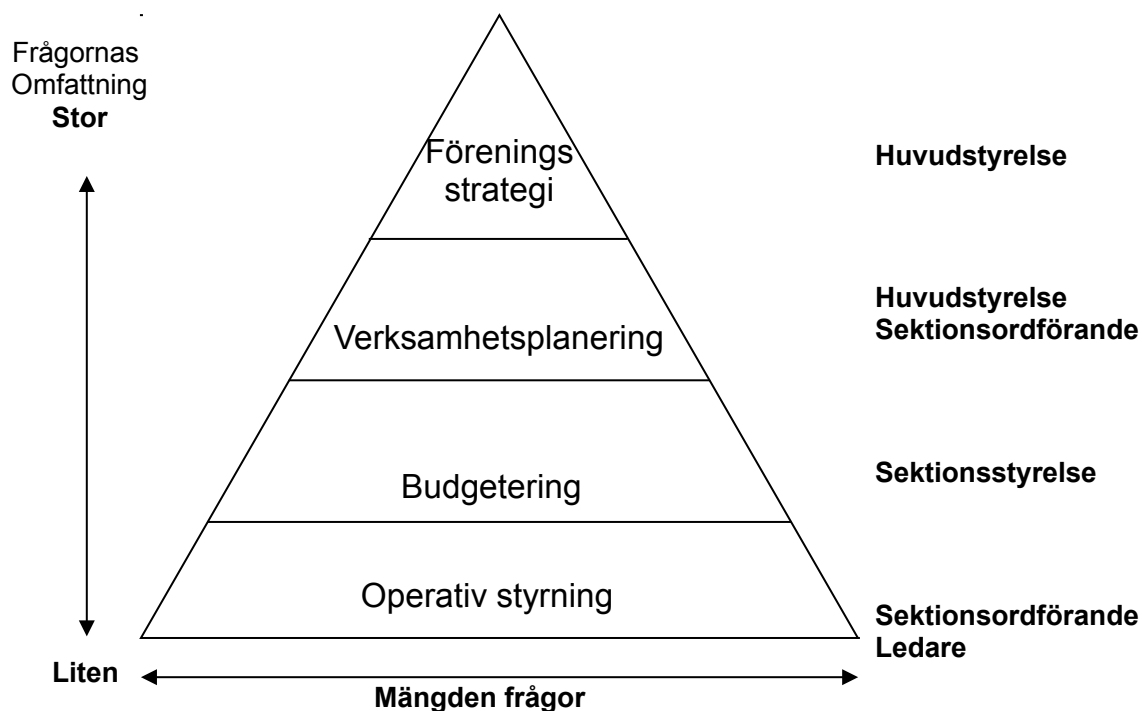 Frågornas
Omfattning
Stor
Förenings
strategi
Huvudstyrelse
Verksamhetsplanering
Huvudstyrelse
Sektionsordförande
Budgetering
Sektionsstyrelse
Operativ styrning
Sektionsordförande
Ledare
Liten
Mängden frågor